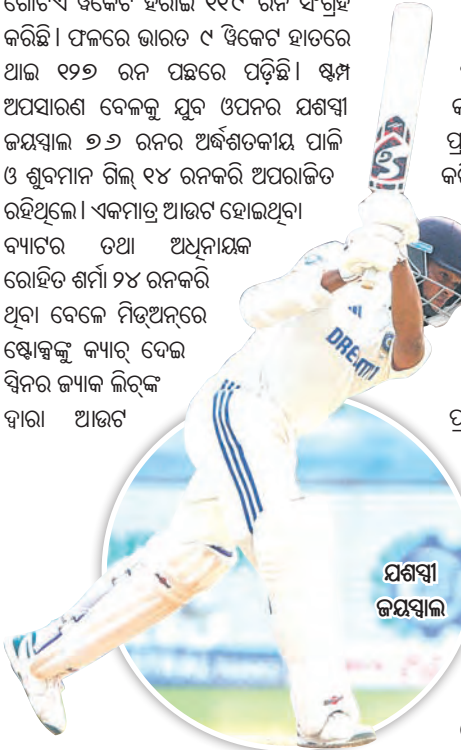 ଗୋଟିଏ ୱିକେଟ ହରାଇ ୧୧୯ ରନ ସଂଗ୍ରହ
କରିଛି । ଫଳରେ ଭାରତ ୯ ୱିକେଟ ହାତରେ
ଥାଇ ୧୨୭ ରନ ପଛରେ ପଡ଼ିଛି । ଷ୍ଟମ୍ପ
ଅପସାରଣ ବେଳକୁ ଯୁବ ଓପନର ଯଶସ୍ୱୀ
ଜୟସ୍ୱାଲ ୭୬ ରନର ଅର୍ଦ୍ଧଶତକୀୟ ପାଳି
ଓ ଶୁବମାନ ଗିଲ୍ ୧୪ ରନକରି ଅପରାଜିତ
ରହିଥିଲେ । ଏକମାତ୍ର ଆଉଟ ହୋଇଥିବା
ବ୍ୟାଟର ତଥା ଅଧିନାୟକ
ରୋହିତ ଶର୍ମା ୨୪ ରନକରି
ଥିବା ବେଳେ ମିଡ୍ଅନ୍‌ରେ
ଷ୍ଟୋକ୍ସଙ୍କୁ କ୍ୟାଚ୍ ଦେଇ
ସ୍ପିନର ଜ୍ୟାକ ଲିଚ୍‌ଙ୍କ
ଦ୍ୱାରା ଆଉଟ
DREAM11
ଯଶସ୍ୱୀ
ଜୟସ୍ୱାଲ